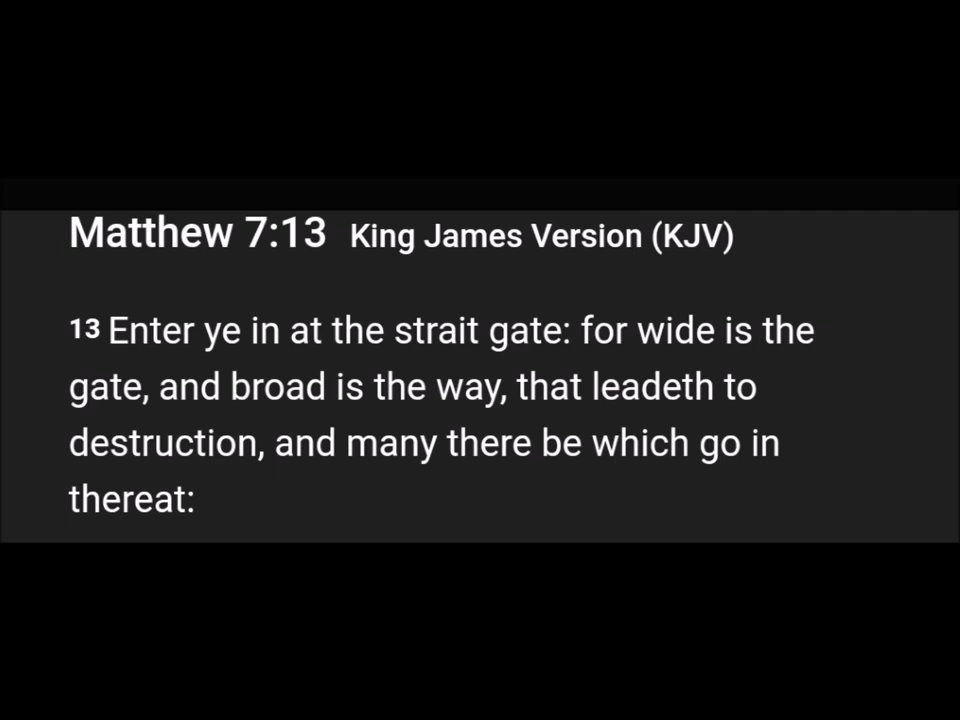 Matthew 7:13 King James Version (KJV)
13 Enter ye in at the strait gate: for wide is the
gate, and broad is the way, that leadeth to
destruction, and many there be which go in
thereat: